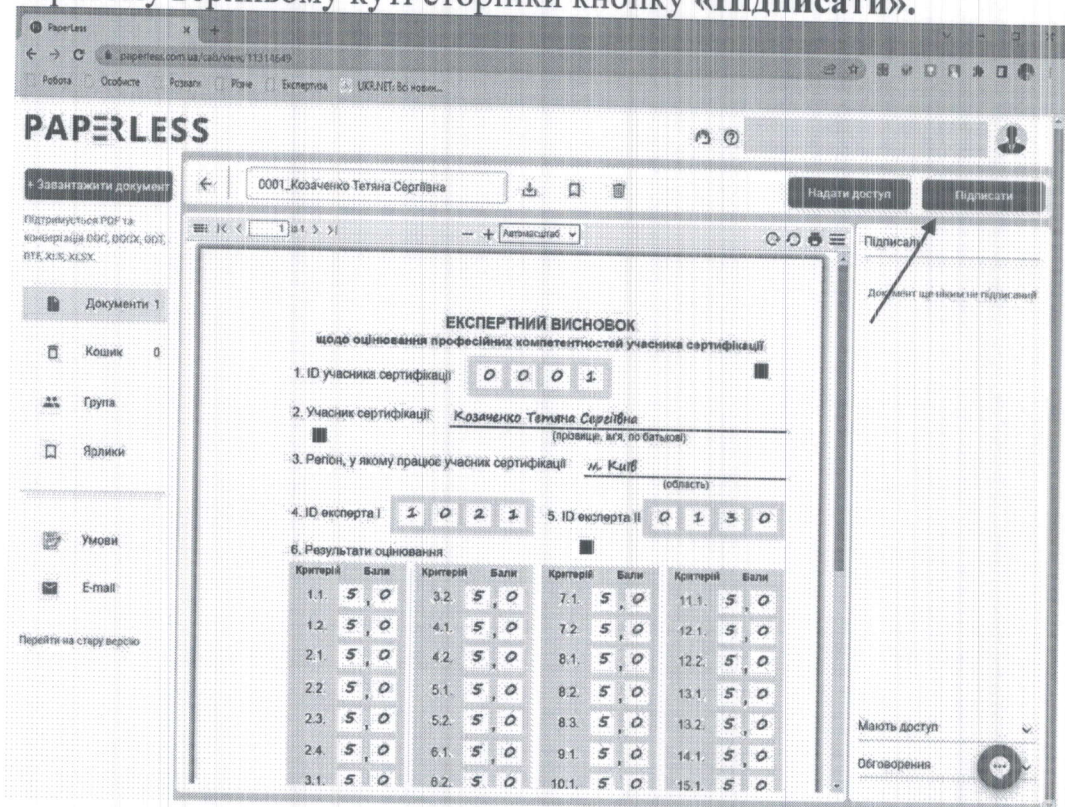 верхньому куті сторінки кнопку «Підписати».
PaperLess
paperless.com.ua/cab/view/11314649
Робота Особисте Розваги Різне Експертиза UKR.NET: Всі новин...
PAPERLESS
+ Завантажити документ
0001_Козаченко Тетяна Сергіївна
Надати доступ
Підписати
Підтримується PDF та
конвертація DOC, DOCX, ODT,
RTF, XLS, XLSX.
1 із 1
Автомасштаб
Підписали
Документ ще ніким не підписаний
Документи 1
Кошик 0
Група
Ярлики
Умови
E-mail
Перейти на стару версію
ЕКСПЕРТНИЙ ВИСНОВОК
щодо оцінювання професійних компетентностей учасника сертифікації
1. ID учасника сертифікації 0 0 0 1
2. Учасник сертифікації Козаченко Тетяна Сергіївна
(прізвище, ім'я, по батькові)
3. Регіон, у якому працює учасник сертифікації м. Київ
(область)
4. ID експерта I 1 0 2 1 5. ID експерта II 0 1 3 0
6. Результати оцінювання
Критерій Бали Критерій Бали Критерій Бали Критерій Бали
1.1. 5,0 3.2. 5,0 7.1. 5,0 11.1. 5,0
1.2. 5,0 4.1. 5,0 7.2. 5,0 12.1. 5,0
2.1. 5,0 4.2. 5,0 8.1. 5,0 12.2. 5,0
2.2. 5,0 5.1. 5,0 8.2. 5,0 13.1. 5,0
2.3. 5,0 5.2. 5,0 8.3. 5,0 13.2. 5,0
2.4. 5,0 6.1. 5,0 9.1. 5,0 14.1. 5,0
3.1. 5 0 6.2. 5 0 10.1. 5 0 15.1. 5 0
Мають доступ
Обговорення